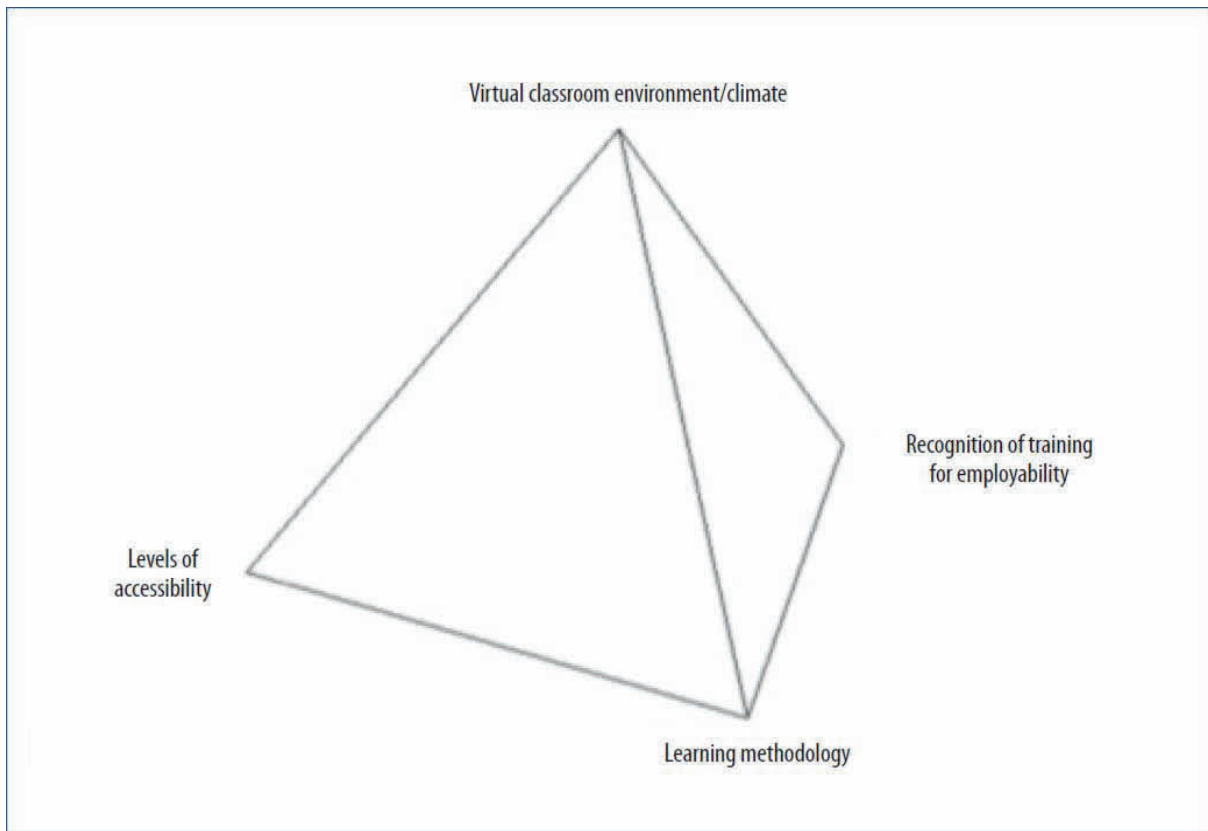 Virtual classroom environment/climate
Recognition of training
for employability
Levels of
accessibility
Learning methodology